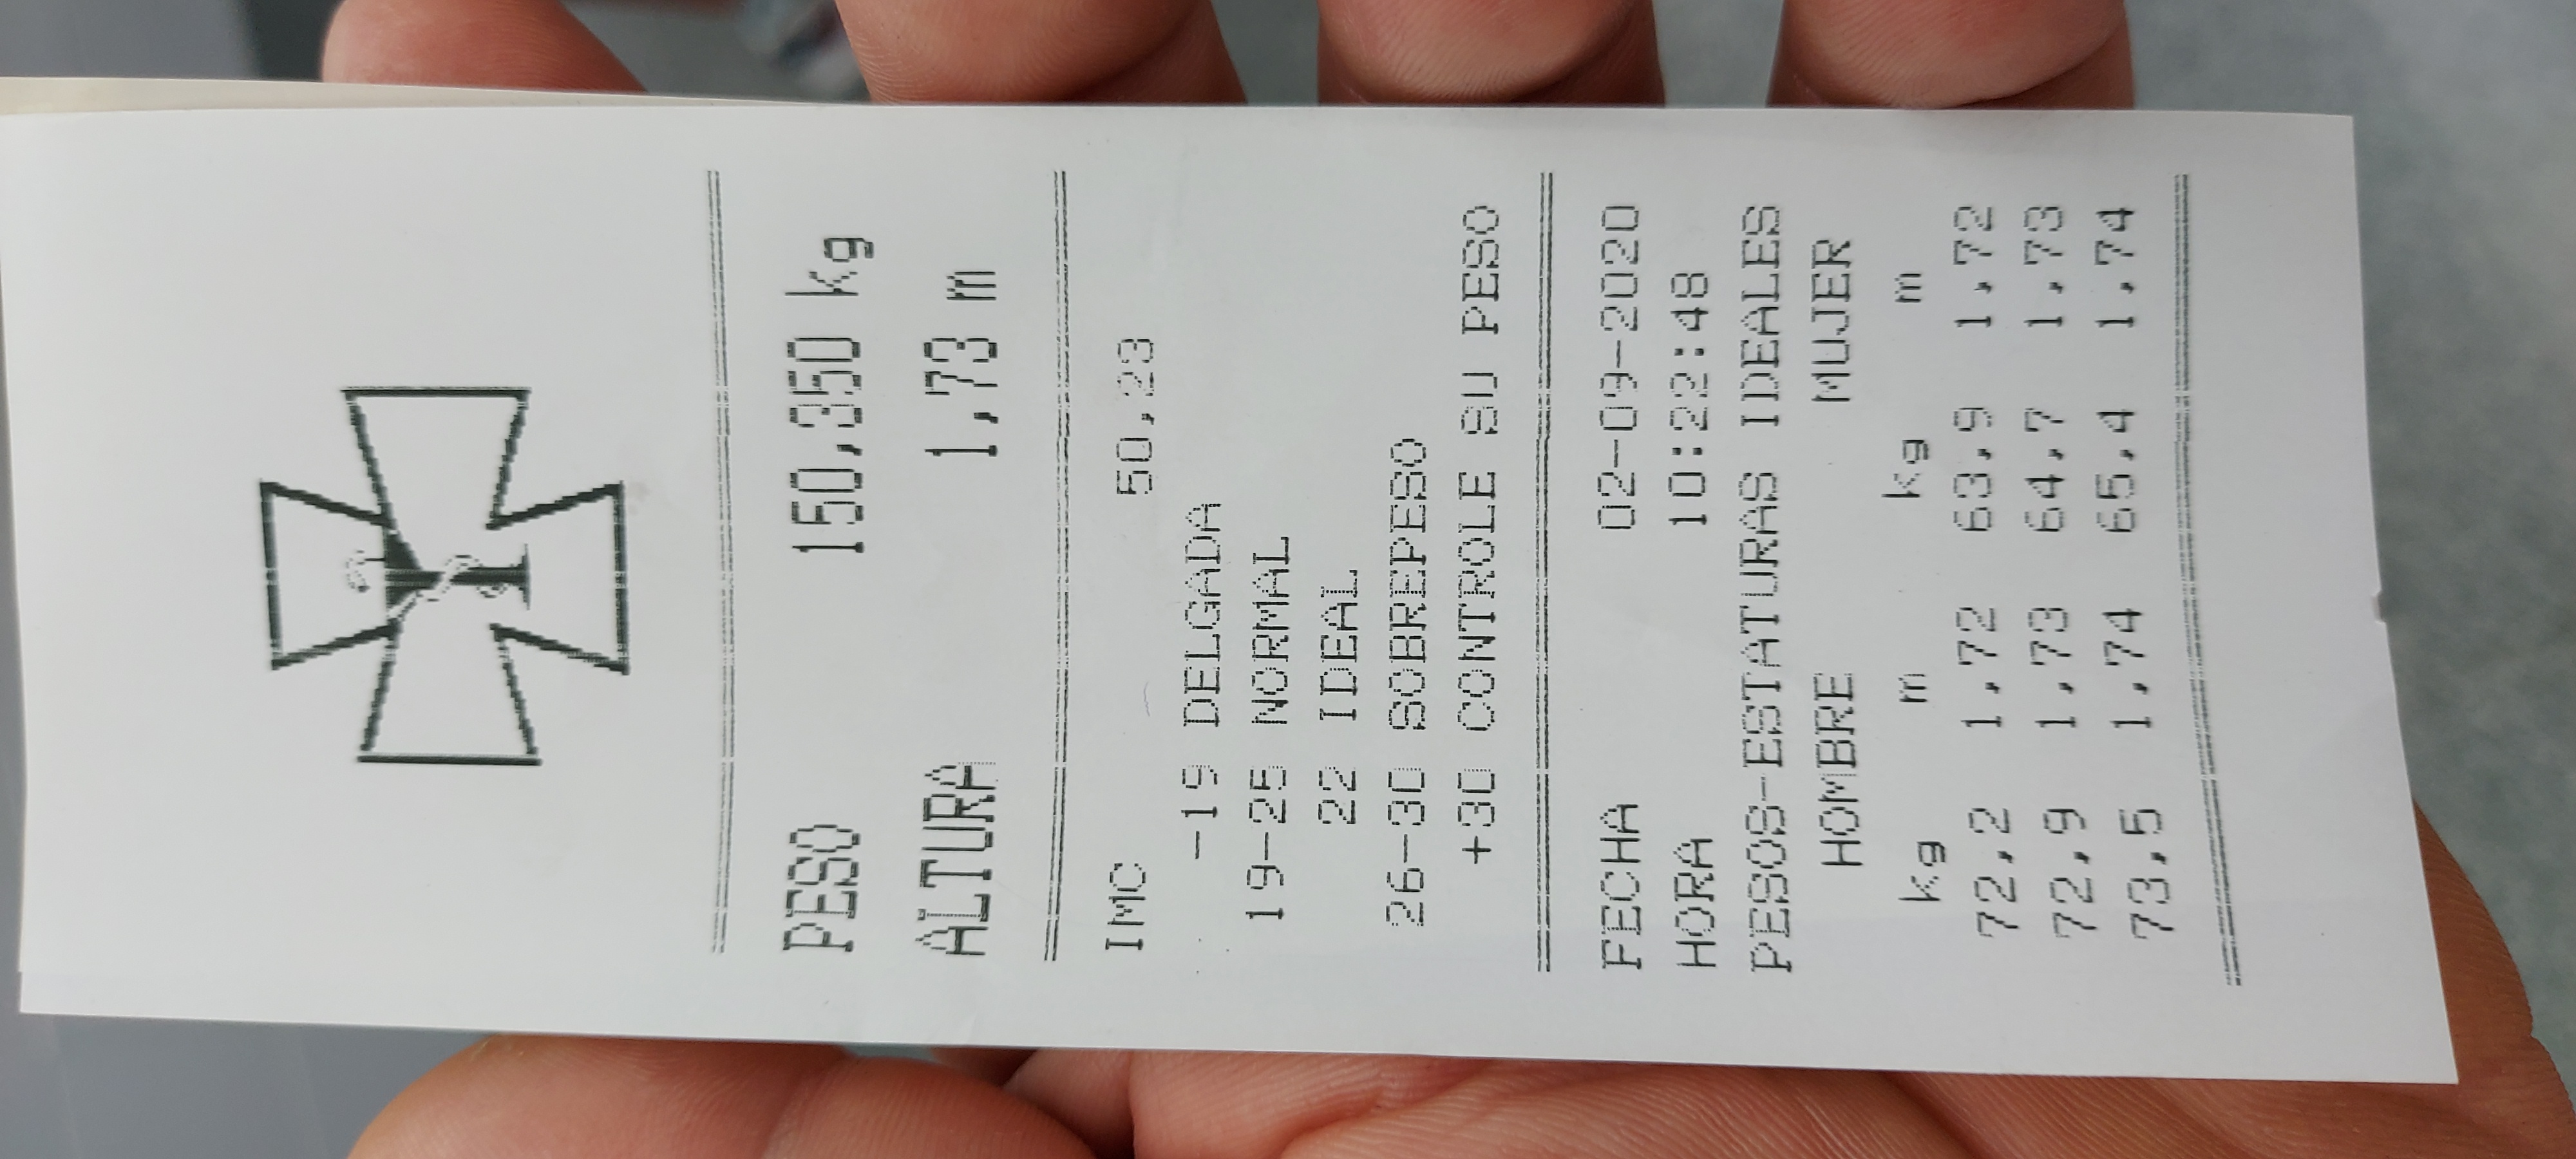 PESO 150,350 kg
ALTURA 1,73 m
IMC 50,23
-19 DELGADA
19-25 NORMAL
22 IDEAL
26-30 SOBREPESO
+30 CONTROLE SU PESO
FECHA 02-09-2020
HORA 10:22:48
PESOS-ESTATURAS IDEALES
HOMBRE MUJER
kg m kg m
72,2 1,72 63,9 1,72
72,9 1,73 64,7 1,73
73,5 1,74 65,4 1,74